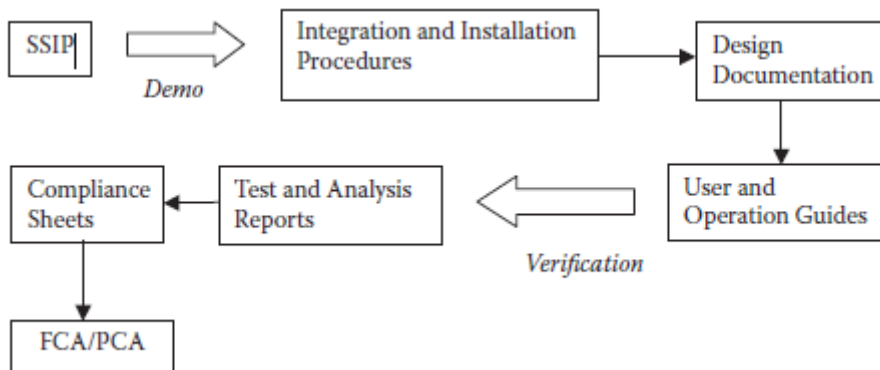 SSIP
Demo
Integration and Installation
Procedures
Design
Documentation
User and
Operation Guides
Verification
Test and Analysis
Reports
Compliance
Sheets
FCA/PCA